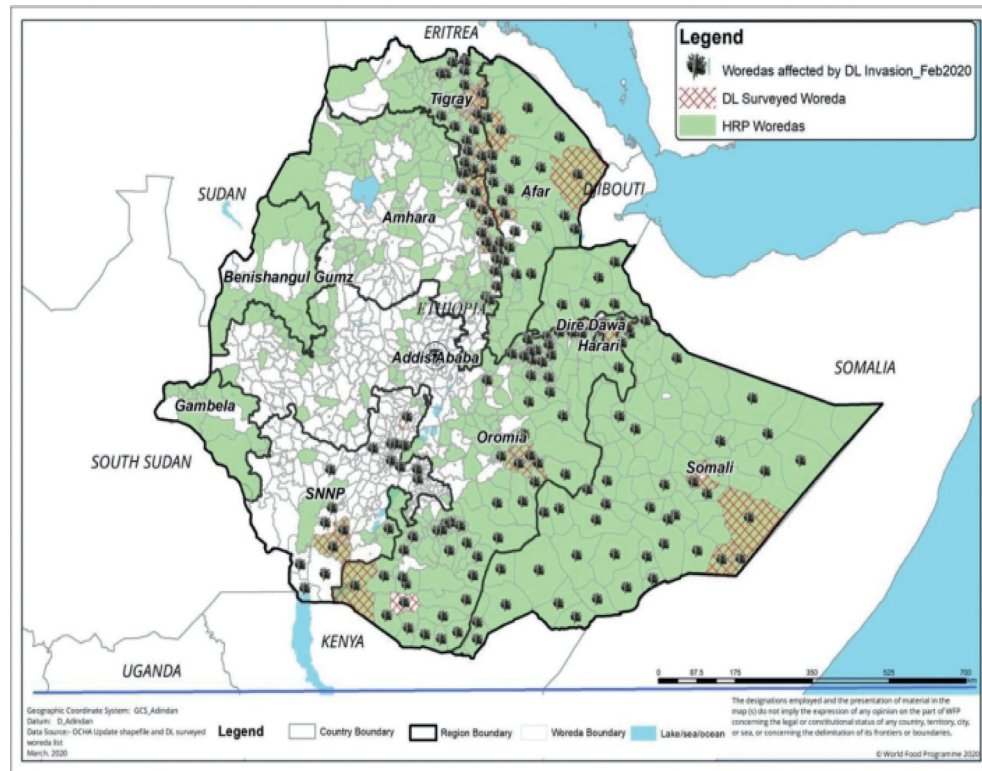 ERITREA
Legend
Woredas affected by DL Invasion_Feb2020
DL Surveyed Woreda
HRP Woredas
Tigray
SUDAN
Afar
DJIBOUTI
Amhara
Benishangul Gumz
ETHIOPIA
Dire Dawa
Harari
Addis Ababa
SOMALIA
Gambela
Oromia
SOUTH SUDAN
Somali
SNNP
KENYA
UGANDA
0 87.5 175 350 525 700
km
Geographic Coordinate System: GCS_Adindan
Datum: D_Adindan
Data Source:- OCHA Update shapefile and DL surveyed
woreda list
March, 2020
Legend
Country Boundary
Region Boundary
Woreda Boundary
Lake/sea/ocean
The designations employed and the presentation of material in the
map (s) do not imply the expression of any opinion on the part of WFP
concerning the legal or constitutional status of any country, territory, city,
or sea, or concerning the delimitation of its frontiers or boundaries.
© World Food Programme 2020